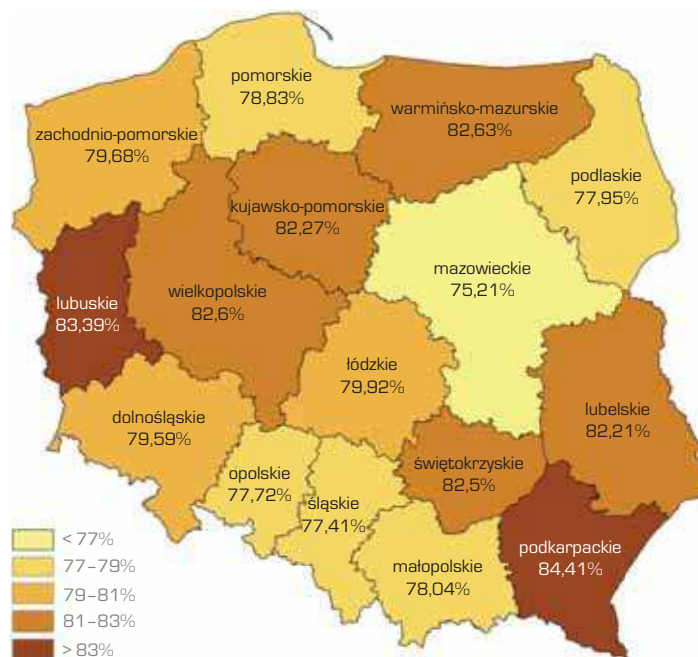 pomorskie
78,83%
warmińsko-mazurskie
82,63%
zachodnio-pomorskie
79,68%
podlaskie
77,95%
kujawsko-pomorskie
82,27%
mazowieckie
75,21%
lubuskie
83,39%
wielkopolskie
82,6%
łódzkie
79,92%
lubelskie
82,21%
dolnośląskie
79,59%
opolskie
77,72%
śląskie
77,41%
świętokrzyskie
82,5%
podkarpackie
84,41%
małopolskie
78,04%
< 77%
77–79%
79–81%
81–83%
> 83%